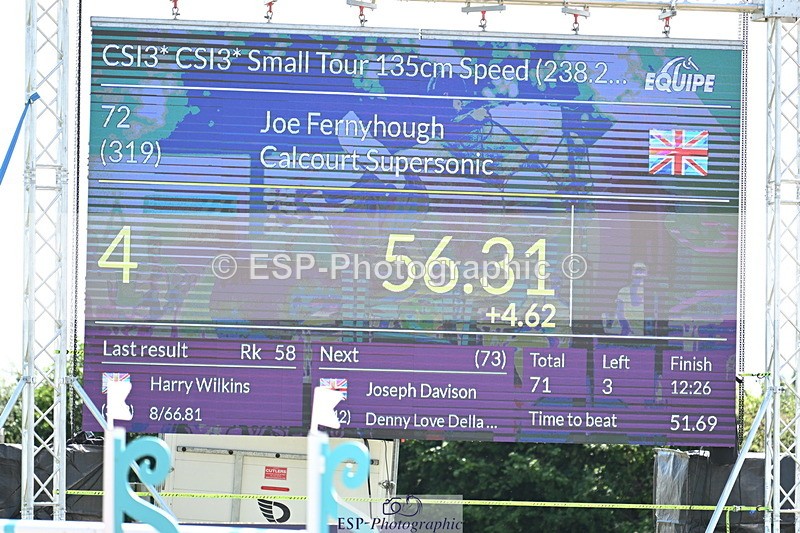 CSI3* CSI3* Small Tour 135cm Speed (238.2...
EQUIPE
72
(319)
Joe Fernyhough
Calcourt Supersonic
4
56.31
+4.62
© ESP-Photographic ©
Last result Rk 58
Harry Wilkins
8/66.81
Next (73)
Joseph Davison
Denny Love Della ...
Total
71
Left
3
Finish
12:26
Time to beat 51.69
CUTLERS
ESP-Photographic